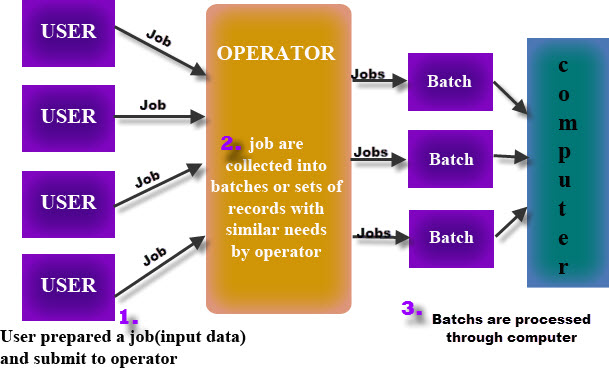 USER
Job
USER
Job
USER
Job
USER
Job
1.
User prepared a job(input data)
and submit to operator
OPERATOR
2. job are
collected into
batches or sets of
records with
similar needs
by operator
Jobs
Batch
Jobs
Batch
Jobs
Batch
computer
3. Batchs are processed
through computer